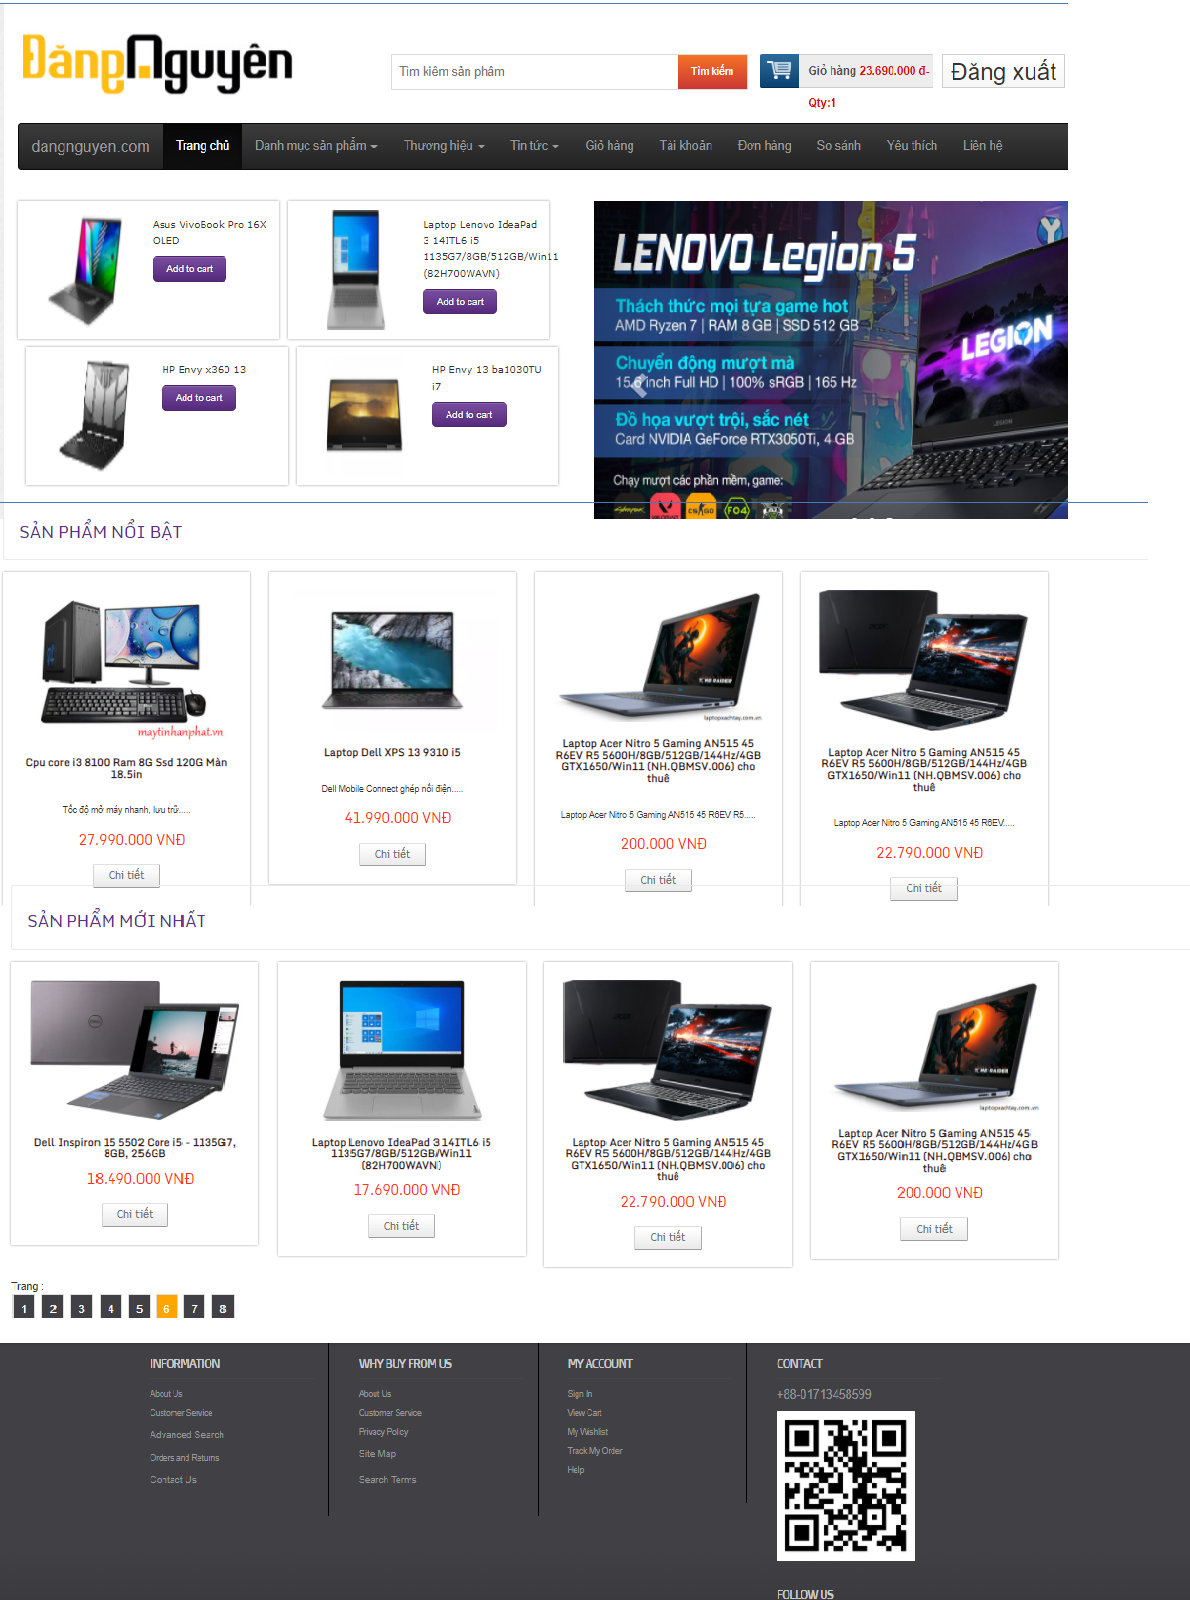 ĐăngNguyên
Tìm kiếm sản phẩm
Tìm kiếm
Giỏ hàng 23.690.000 đ-
Qty:1
Đăng xuất
dangnguyen.com
Trang chủ
Danh mục sản phẩm
Thương hiệu
Tin tức
Giỏ hàng
Tài khoản
Đơn hàng
So sánh
Yêu thích
Liên hệ
Asus VivoBook Pro 16X
OLED
Add to cart
Laptop Lenovo IdeaPad
3 14ITL6 i5
1135G7/8GB/512GB/Win11
(82H700WAVN)
Add to cart
HP Envy x360 13
Add to cart
HP Envy 13 ba1030TU
i7
Add to cart
LENOVO Legion 5
Thách thức mọi tựa game hot
AMD Ryzen 7 | RAM 8 GB | SSD 512 GB
Chuyển động mượt mà
15.6 inch Full HD | 100% sRGB | 165 Hz
Đồ họa vượt trội, sắc nét
Card NVIDIA GeForce RTX3050Ti, 4 GB
Chạy mượt các phần mềm, game:
LEGION
LEGION
CS:GO
FO4
SẢN PHẨM NỔI BẬT
maytinhanphat.vn
Cpu core i3 8100 Ram 8G Ssd 120G Màn
18.5in
Tốc độ mở máy nhanh, lưu trữ.....
27.990.000 VNĐ
Chi tiết
Laptop Dell XPS 13 9310 i5
Dell Mobile Connect ghép nối điện.....
41.990.000 VNĐ
Chi tiết
laptopxachtay.com.vn
Laptop Acer Nitro 5 Gaming AN515 45
R6EV R5 5600H/8GB/512GB/144Hz/4GB
GTX1650/Win11 (NH.QBMSV.006) cho
thuê
Laptop Acer Nitro 5 Gaming AN515 45 R6EV R5.....
200.000 VNĐ
Chi tiết
Laptop Acer Nitro 5 Gaming AN515 45
R6EV R5 5600H/8GB/512GB/144Hz/4GB
GTX1650/Win11 (NH.QBMSV.006) cho
thuê
Laptop Acer Nitro 5 Gaming AN515 45 R6EV.....
22.790.000 VNĐ
Chi tiết
SẢN PHẨM MỚI NHẤT
Dell Inspiron 15 5502 Core i5 - 1135G7,
8GB, 256GB
18.490.000 VNĐ
Chi tiết
Laptop Lenovo IdeaPad 3 14ITL6 i5
1135G7/8GB/512GB/Win11
(82H700WAVN)
17.690.000 VNĐ
Chi tiết
Laptop Acer Nitro 5 Gaming AN515 45
R6EV R5 5600H/8GB/512GB/144Hz/4GB
GTX1650/Win11 (NH.QBMSV.006) cho
thuê
22.790.000 VNĐ
Chi tiết
laptopxachtay.com.vn
Laptop Acer Nitro 5 Gaming AN515 45
R6EV R5 5600H/8GB/512GB/144Hz/4GB
GTX1650/Win11 (NH.QBMSV.006) cho
thuê
200.000 VNĐ
Chi tiết
Trang :
1 2 3 4 5 6 7 8
INFORMATION
About Us
Customer Service
Advanced Search
Orders and Returns
Contact Us
WHY BUY FROM US
About Us
Customer Service
Privacy Policy
Site Map
Search Terms
MY ACCOUNT
Sign In
View Cart
My Wishlist
Track My Order
Help
CONTACT
+88-01713458599
FOLLOW US